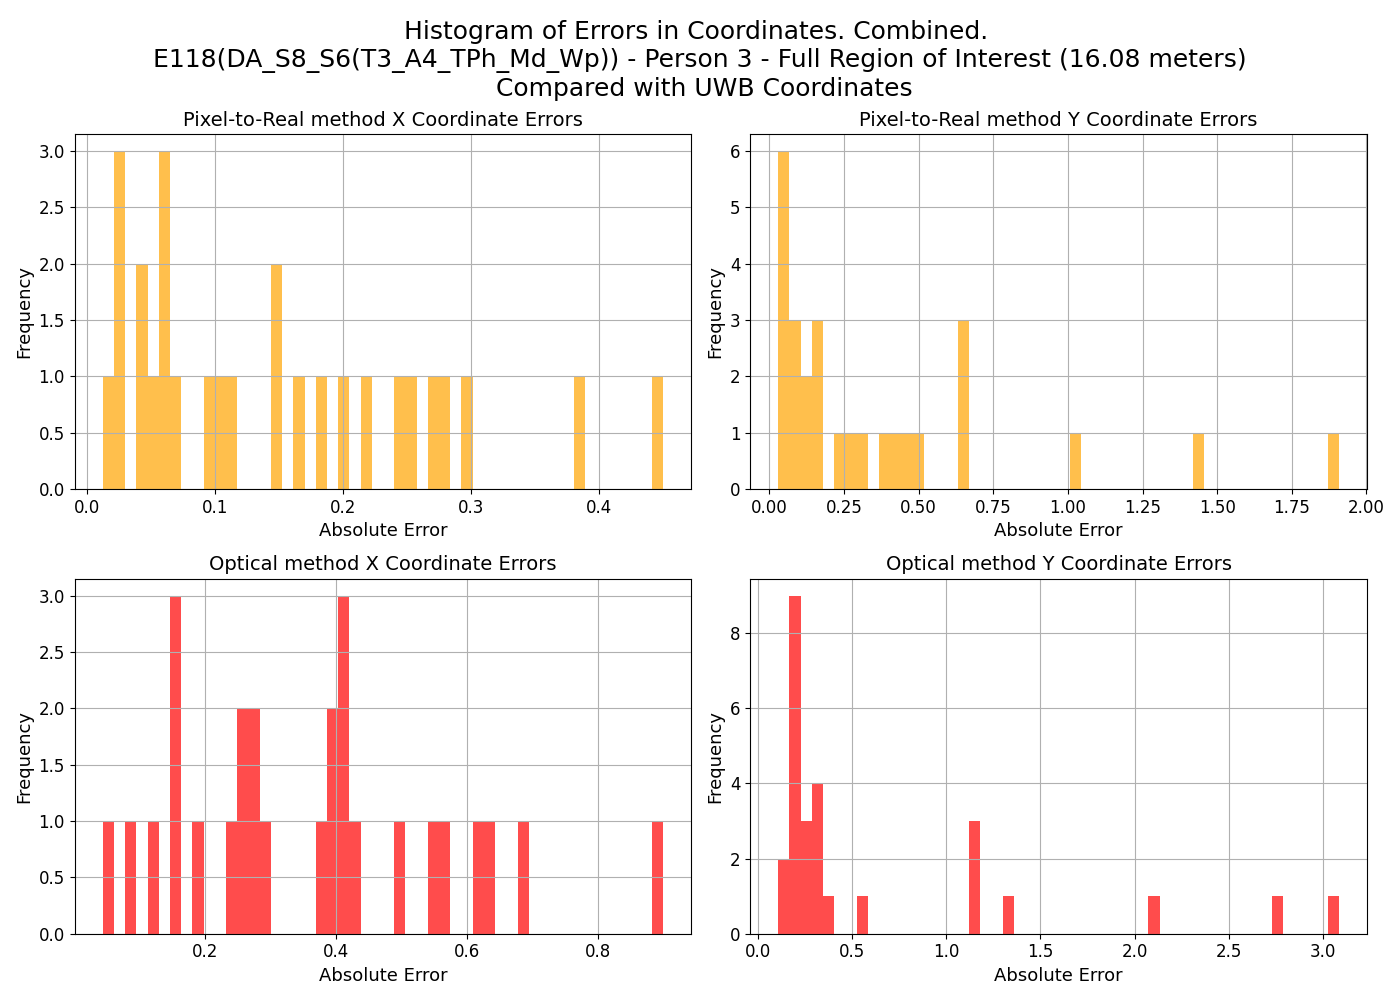 Histogram of Errors in Coordinates. Combined.
E118(DA_S8_S6(T3_A4_TPh_Md_Wp)) - Person 3 - Full Region of Interest (16.08 meters)
Compared with UWB Coordinates
Pixel-to-Real method X Coordinate Errors
3.0
2.5
2.0
1.5
1.0
0.5
0.0
Frequency
0.0 0.1 0.2 0.3 0.4
Absolute Error
Pixel-to-Real method Y Coordinate Errors
6
5
4
3
2
1
0
Frequency
0.00 0.25 0.50 0.75 1.00 1.25 1.50 1.75 2.00
Absolute Error
Optical method X Coordinate Errors
3.0
2.5
2.0
1.5
1.0
0.5
0.0
Frequency
0.2 0.4 0.6 0.8
Absolute Error
Optical method Y Coordinate Errors
8
6
4
2
0
Frequency
0.0 0.5 1.0 1.5 2.0 2.5 3.0
Absolute Error